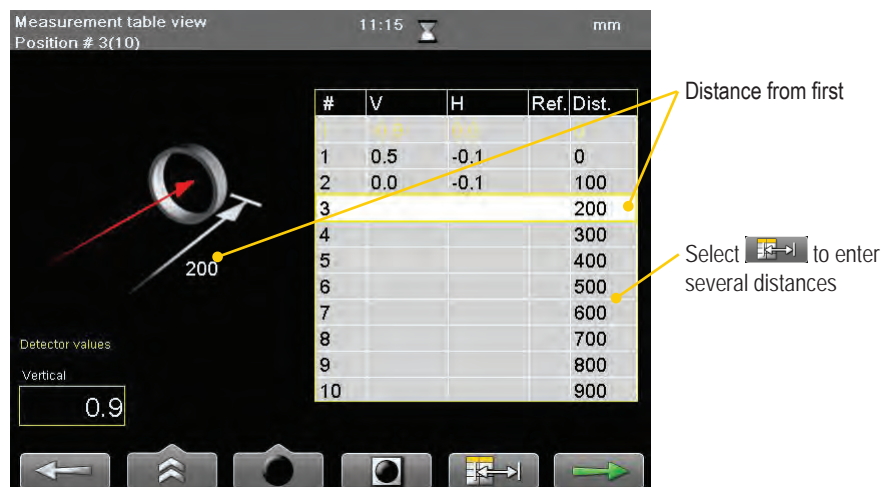 Measurement table view
Position # 3(10)
11:15
mm
# V H Ref. Dist.
1 0.5 -0.1 0
2 0.0 -0.1 100
3 200
4 300
5 400
6 500
7 600
8 700
9 800
10 900
200
Detector values
Vertical
0.9
Distance from first
Select to enter
several distances